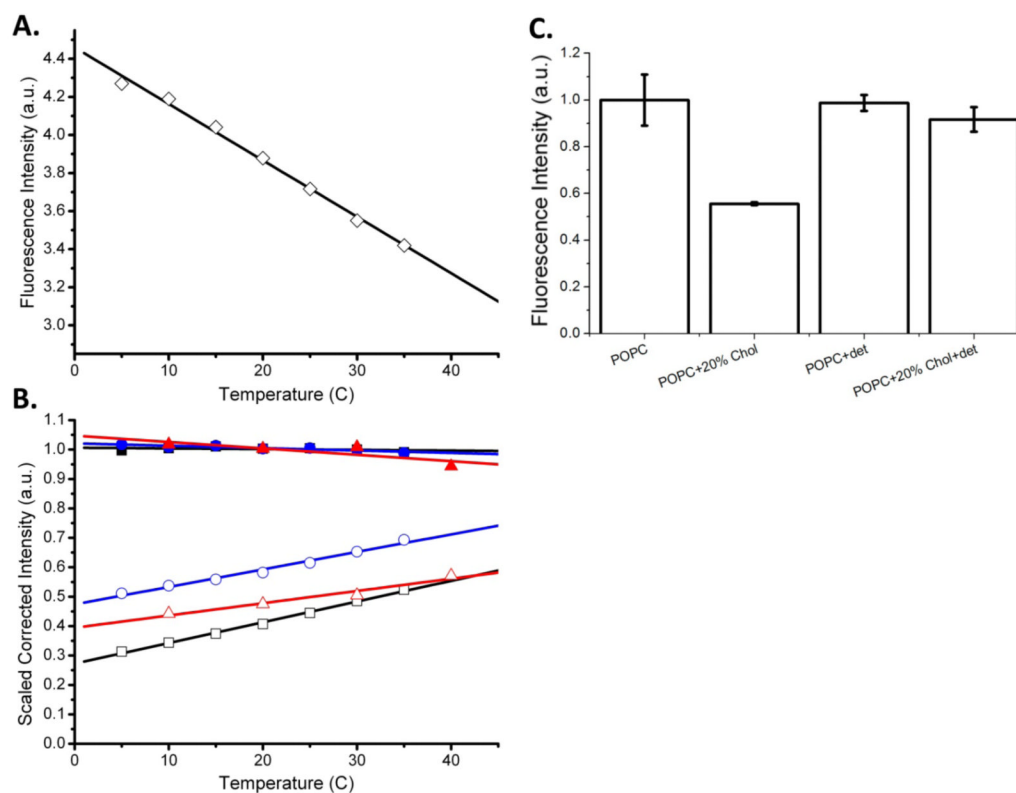 A.
Fluorescence Intensity (a.u.)
4.4
4.2
4.0
3.8
3.6
3.4
3.2
3.0
0 10 20 30 40
Temperature (C)
B.
Scaled Corrected Intensity (a.u.)
1.1
1.0
0.9
0.8
0.7
0.6
0.5
0.4
0.3
0.2
0.1
0.0
0 10 20 30 40
Temperature (C)
C.
Fluorescence Intensity (a.u.)
1.2
1.0
0.8
0.6
0.4
0.2
0.0
POPC
POPC+20% Chol
POPC+det
POPC+20% Chol+det